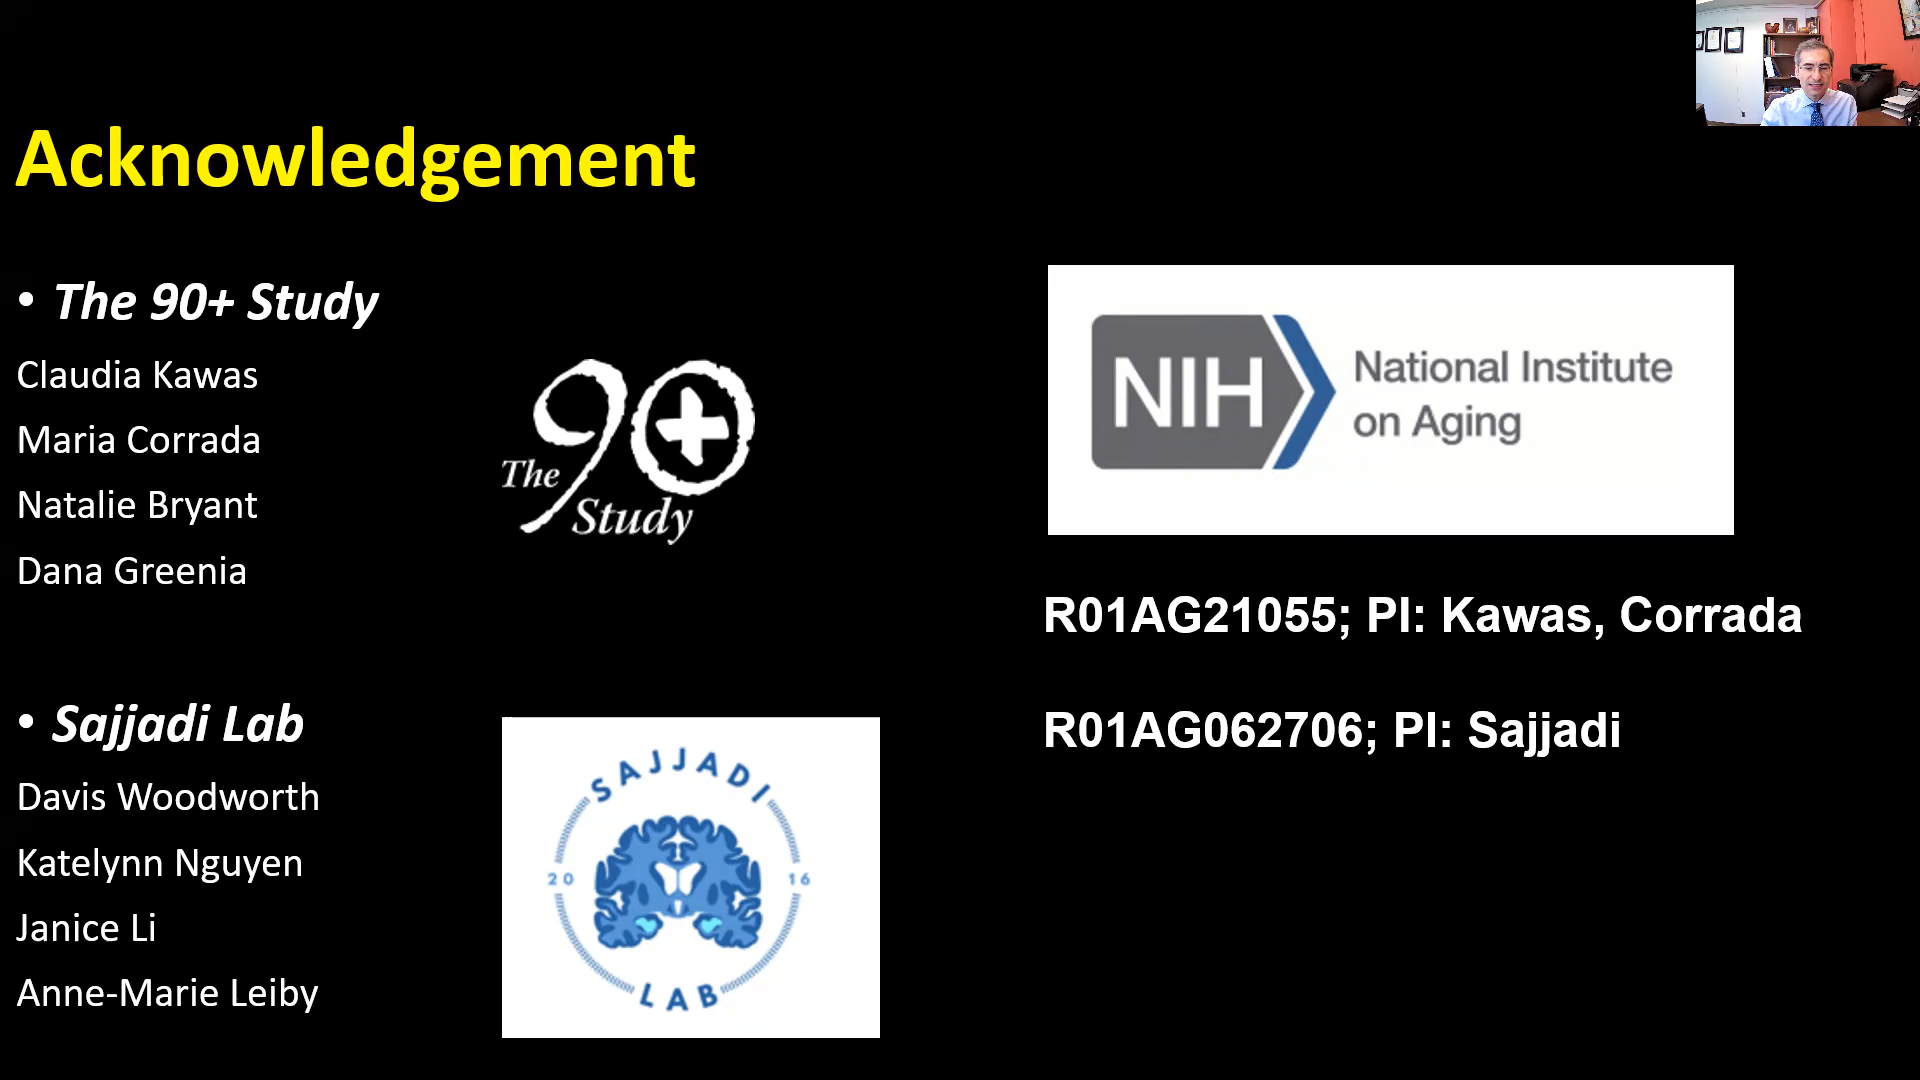 Acknowledgement
• The 90+ Study
Claudia Kawas
Maria Corrada
Natalie Bryant
Dana Greenia
The 90+
Study
• Sajjadi Lab
Davis Woodworth
Katelynn Nguyen
Janice Li
Anne-Marie Leiby
SAJJADI
20 16
LAB
NIH
National Institute
on Aging
R01AG21055; PI: Kawas, Corrada
R01AG062706; PI: Sajjadi